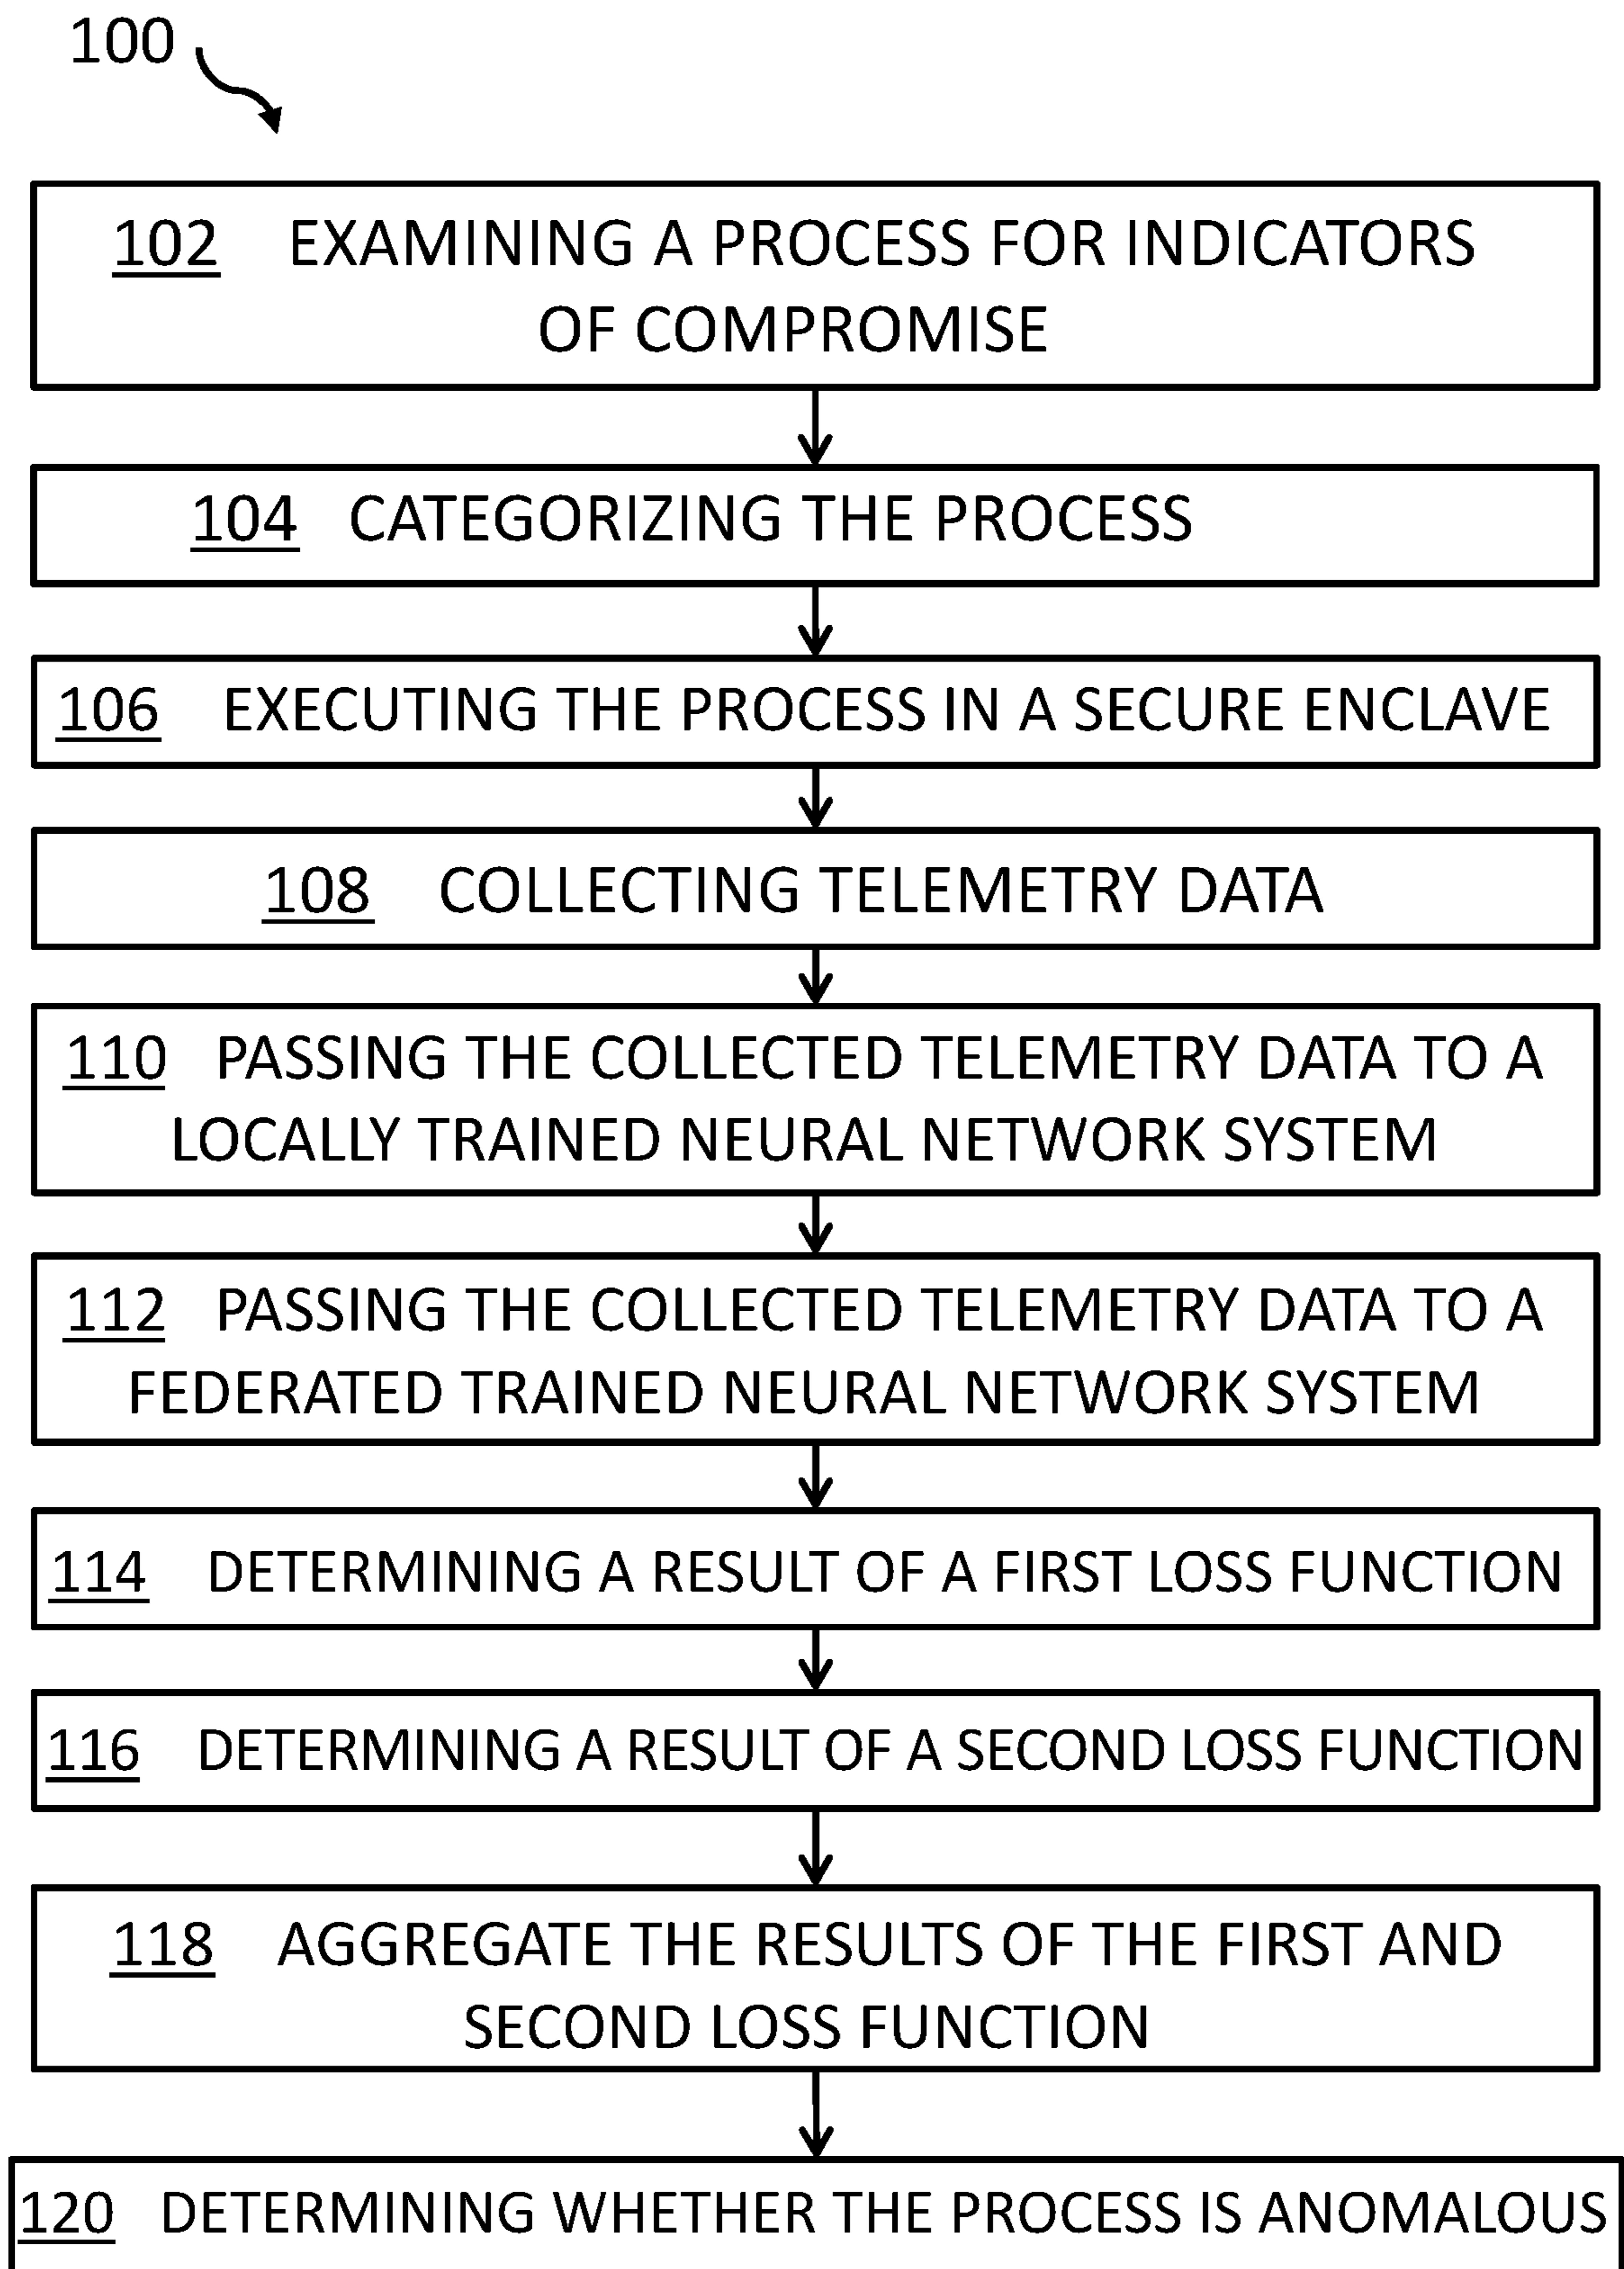 100
102 EXAMINING A PROCESS FOR INDICATORS
OF COMPROMISE
104 CATEGORIZING THE PROCESS
106 EXECUTING THE PROCESS IN A SECURE ENCLAVE
108 COLLECTING TELEMETRY DATA
110 PASSING THE COLLECTED TELEMETRY DATA TO A
LOCALLY TRAINED NEURAL NETWORK SYSTEM
112 PASSING THE COLLECTED TELEMETRY DATA TO A
FEDERATED TRAINED NEURAL NETWORK SYSTEM
114 DETERMINING A RESULT OF A FIRST LOSS FUNCTION
116 DETERMINING A RESULT OF A SECOND LOSS FUNCTION
118 AGGREGATE THE RESULTS OF THE FIRST AND
SECOND LOSS FUNCTION
120 DETERMINING WHETHER THE PROCESS IS ANOMALOUS